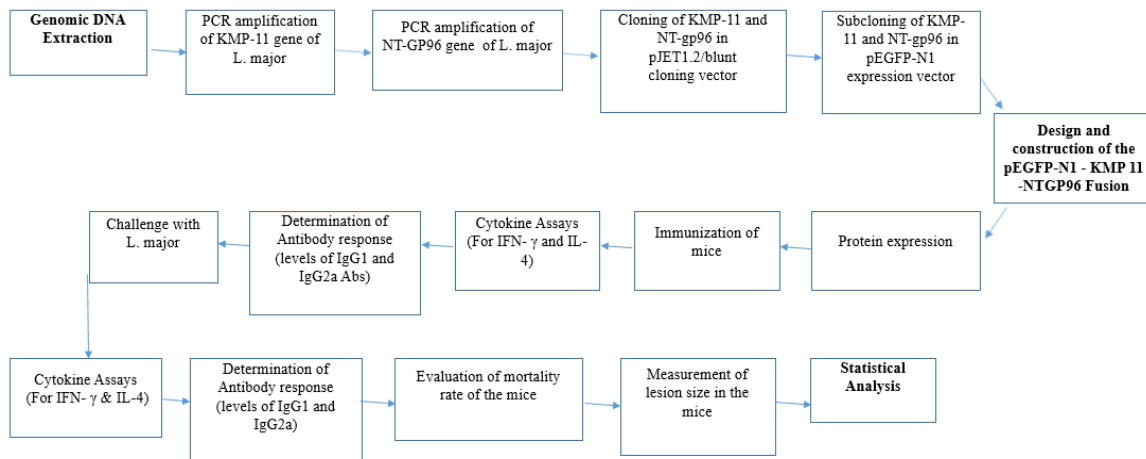 Genomic DNA
Extraction
PCR amplification
of KMP-11 gene of
L. major
PCR amplification of
NT-GP96 gene of L. major
Cloning of KMP-11 and
NT-gp96 in
pJET1.2/blunt
cloning vector
Subcloning of KMP-
11 and NT-gp96 in
pEGFP-N1
expression vector
Design and
construction of the
pEGFP-N1 - KMP 11
-NTGP96 Fusion
Protein expression
Immunization of
mice
Cytokine Assays
(For IFN- γ and IL-
4)
Determination of
Antibody response
(levels of IgG1 and
IgG2a Abs)
Challenge with
L. major
Cytokine Assays
(For IFN- γ & IL-4)
Determination of
Antibody response
(levels of IgG1 and
IgG2a)
Evaluation of mortality
rate of the mice
Measurement of
lesion size in the
mice
Statistical
Analysis